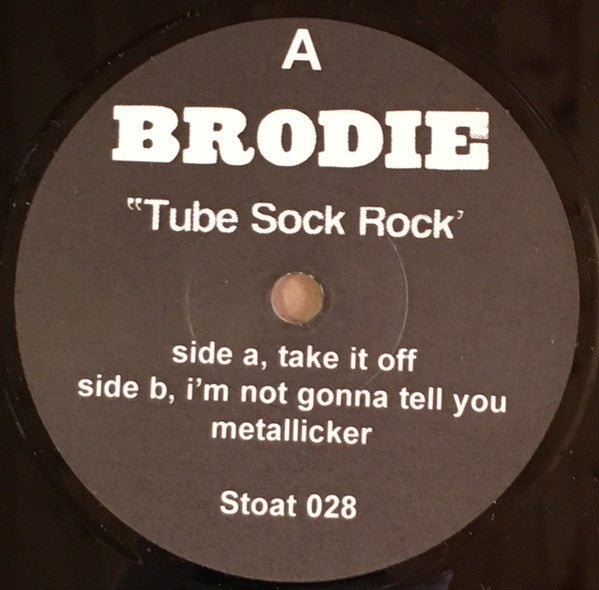 A
BRODIE
"Tube Sock Rock'
side a, take it off
side b, i'm not gonna tell you
metallicker
Stoat 028